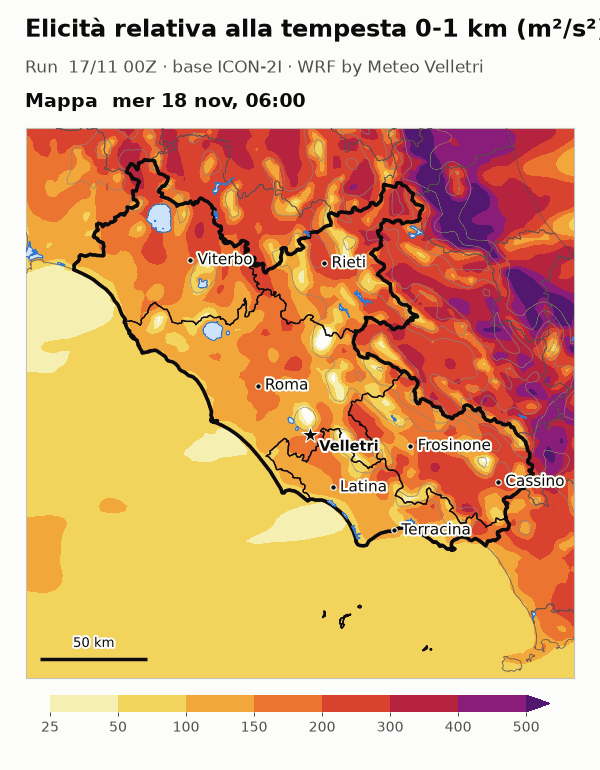 Elicità relativa alla tempesta 0-1 km (m²/s²)
Run 17/11 00Z · base ICON-2I · WRF by Meteo Velletri
Mappa mer 18 nov, 06:00
Viterbo
Rieti
Roma
Velletri
Frosinone
Cassino
Latina
Terracina
50 km
25 50 100 150 200 300 400 500